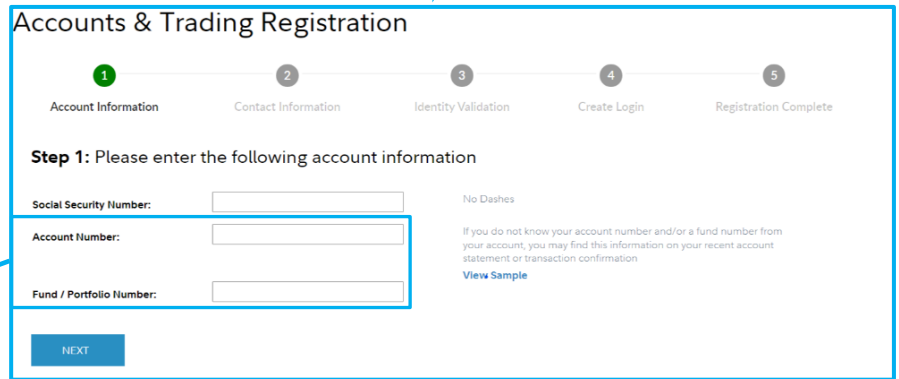 Accounts & Trading Registration
1 2 3 4 5
Account Information Contact Information Identity Validation Create Login Registration Complete
Step 1: Please enter the following account information
Social Security Number: No Dashes
Account Number: If you do not know your account number and/or a fund number from
your account, you may find this information on your recent account
statement or transaction confirmation
View Sample
Fund / Portfolio Number:
NEXT